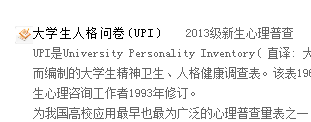 大学生人格问卷(UPI) 2013级新生心理普查
UPI是University Personality Inventory( 直译: 大
而编制的大学生精神卫生、人格健康调查表。该表196
生心理咨询工作者1993年修订。
为我国高校应用最早也最为广泛的心理普查量表之一